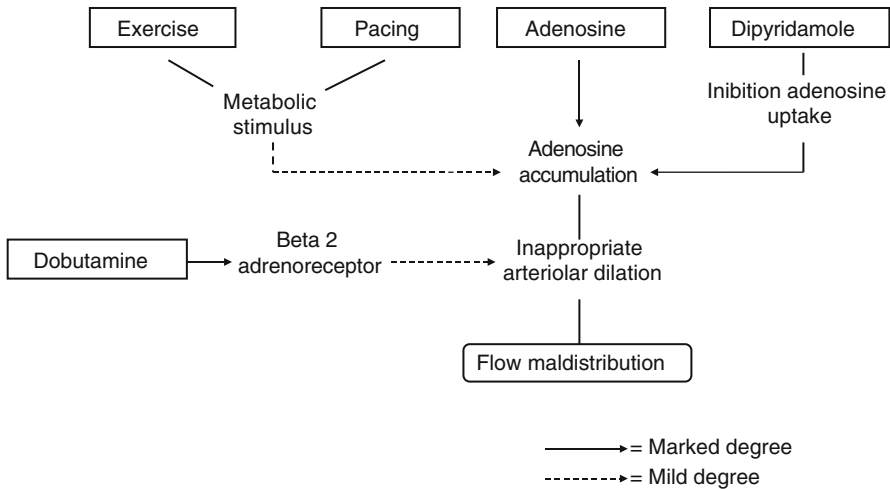 Exercise
Pacing
Adenosine
Dipyridamole
Metabolic
stimulus
Inibition adenosine
uptake
Adenosine
accumulation
Dobutamine
Beta 2
adrenoreceptor
Inappropriate
arteriolar dilation
Flow maldistribution
= Marked degree
= Mild degree